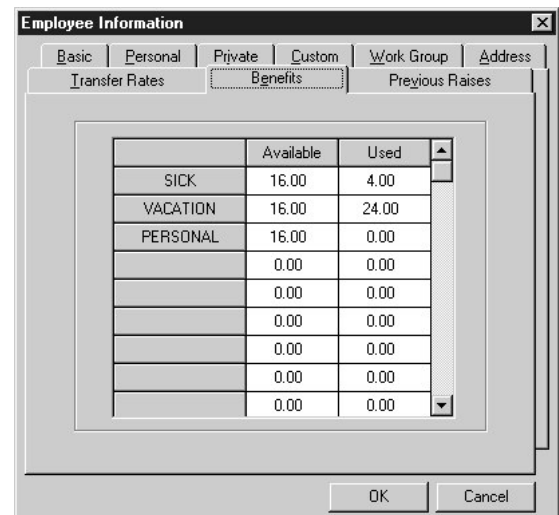 Employee Information
Basic Personal Private Custom Work Group Address
Transfer Rates Benefits Previous Raises
Available Used
SICK 16.00 4.00
VACATION 16.00 24.00
PERSONAL 16.00 0.00
0.00 0.00
0.00 0.00
0.00 0.00
0.00 0.00
0.00 0.00
0.00 0.00
OK Cancel